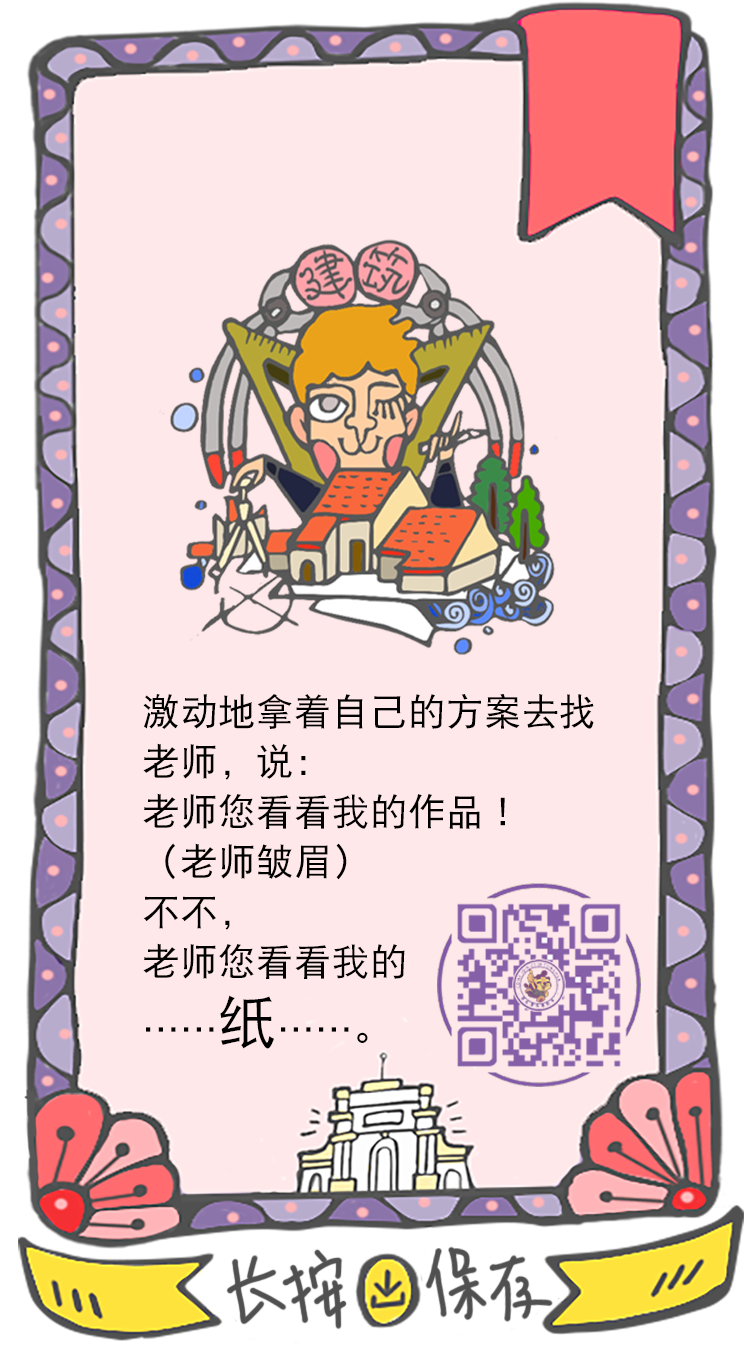 建筑
激动地拿着自己的方案去找
老师，说：
老师您看看我的作品！
（老师皱眉）
不不，
老师您看看我的
……纸……。
长按 保存